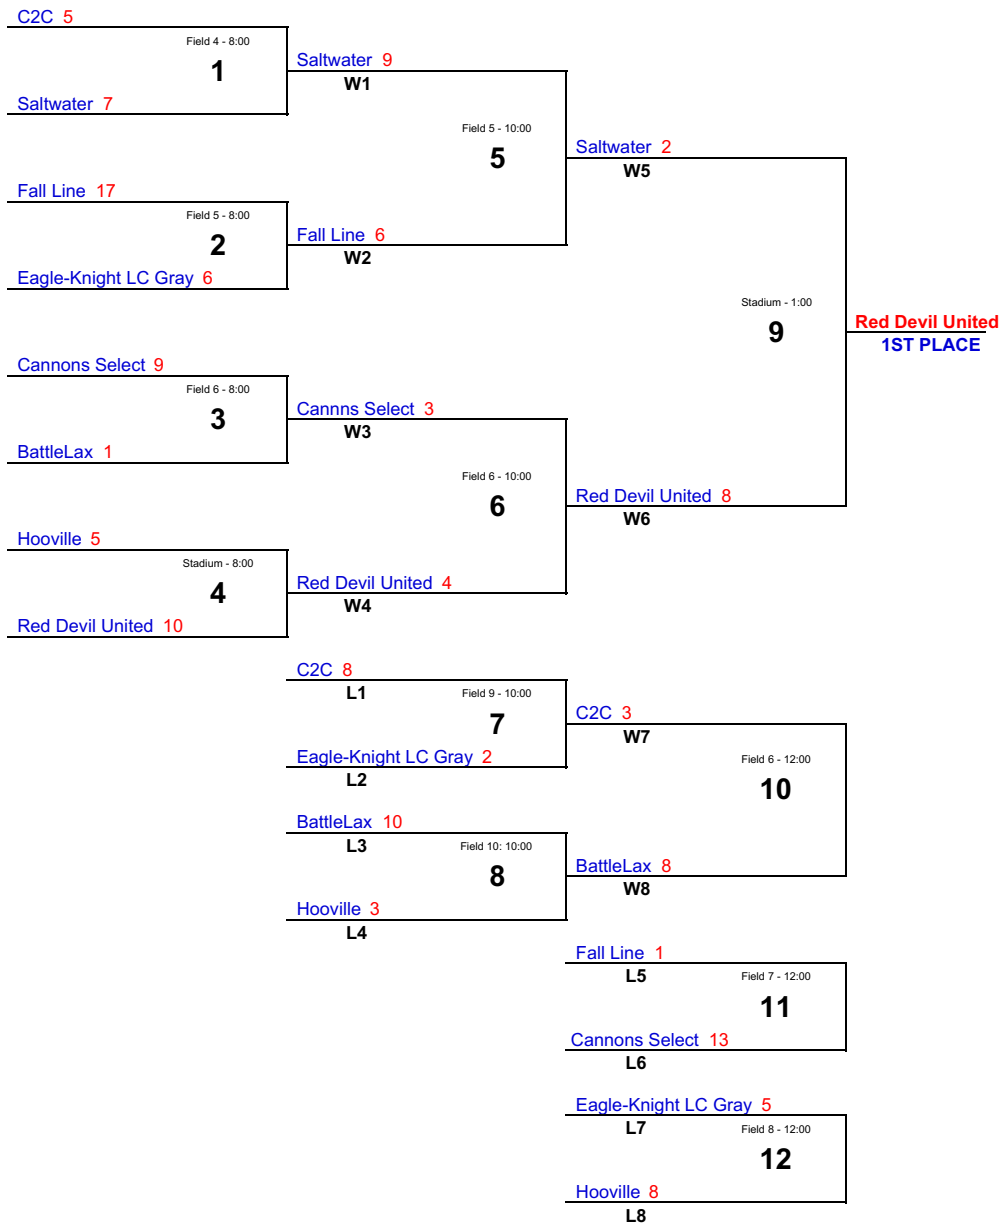 C2C 5
Field 4 - 8:00
1
Saltwater 7
Saltwater 9
W1
Field 5 - 10:00
5
Saltwater 2
W5
Fall Line 17
Field 5 - 8:00
2
Eagle-Knight LC Gray 6
Fall Line 6
W2
Stadium - 1:00
9
Red Devil United
1ST PLACE
Cannons Select 9
Field 6 - 8:00
3
BattleLax 1
Cannns Select 3
W3
Field 6 - 10:00
6
Red Devil United 8
W6
Hooville 5
Stadium - 8:00
4
Red Devil United 10
Red Devil United 4
W4
C2C 8
L1
Field 9 - 10:00
7
Eagle-Knight LC Gray 2
L2
C2C 3
W7
Field 6 - 12:00
10
BattleLax 10
L3
Field 10: 10:00
8
Hooville 3
L4
BattleLax 8
W8
Fall Line 1
L5
Field 7 - 12:00
11
Cannons Select 13
L6
Eagle-Knight LC Gray 5
L7
Field 8 - 12:00
12
Hooville 8
L8